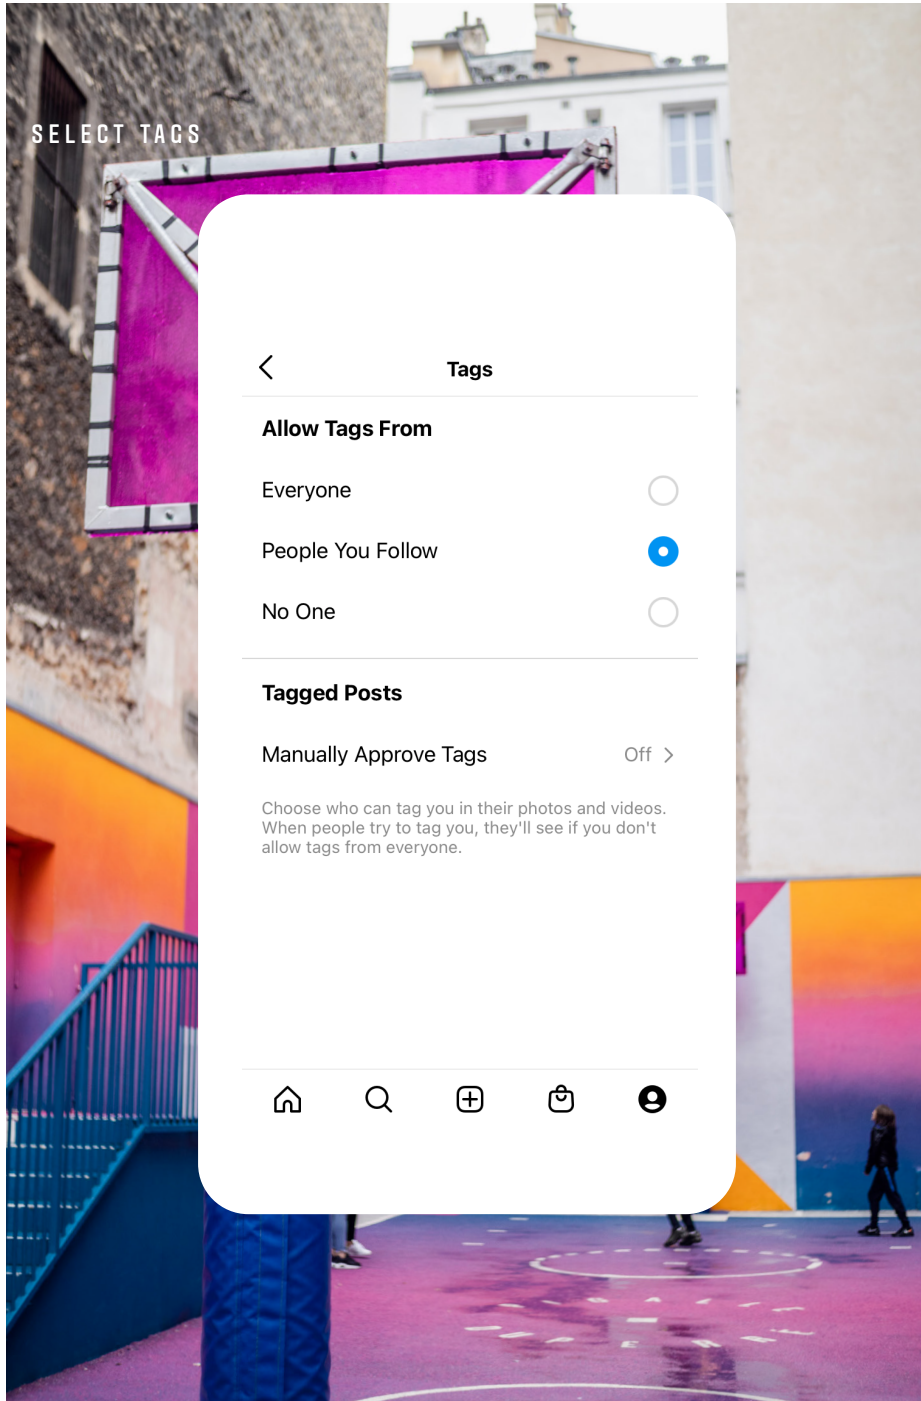 SELECT TAGS
Tags
Allow Tags From
Everyone
People You Follow
No One
Tagged Posts
Manually Approve Tags Off
Choose who can tag you in their photos and videos.
When people try to tag you, they'll see if you don't
allow tags from everyone.